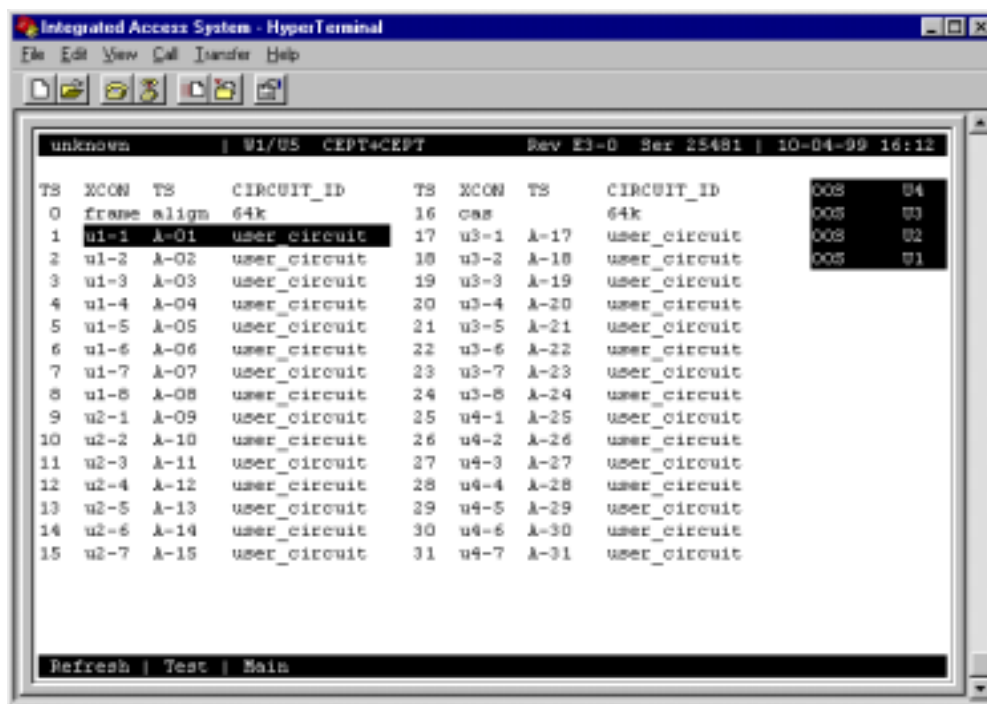 Integrated Access System - HyperTerminal
File Edit View Call Transfer Help
unknown | W1/U5 CEPT+CEPT Rev E3-0 Ser 25481 | 10-04-99 16:12
TS XCON TS CIRCUIT_ID TS XCON TS CIRCUIT_ID OOS U4
0 frame align 64k 16 cas 64k OOS U3
1 u1-1 A-01 user_circuit 17 u3-1 A-17 user_circuit OOS U2
2 u1-2 A-02 user_circuit 18 u3-2 A-18 user_circuit OOS U1
3 u1-3 A-03 user_circuit 19 u3-3 A-19 user_circuit
4 u1-4 A-04 user_circuit 20 u3-4 A-20 user_circuit
5 u1-5 A-05 user_circuit 21 u3-5 A-21 user_circuit
6 u1-6 A-06 user_circuit 22 u3-6 A-22 user_circuit
7 u1-7 A-07 user_circuit 23 u3-7 A-23 user_circuit
8 u1-8 A-08 user_circuit 24 u3-8 A-24 user_circuit
9 u2-1 A-09 user_circuit 25 u4-1 A-25 user_circuit
10 u2-2 A-10 user_circuit 26 u4-2 A-26 user_circuit
11 u2-3 A-11 user_circuit 27 u4-3 A-27 user_circuit
12 u2-4 A-12 user_circuit 28 u4-4 A-28 user_circuit
13 u2-5 A-13 user_circuit 29 u4-5 A-29 user_circuit
14 u2-6 A-14 user_circuit 30 u4-6 A-30 user_circuit
15 u2-7 A-15 user_circuit 31 u4-7 A-31 user_circuit
Refresh | Test | Main